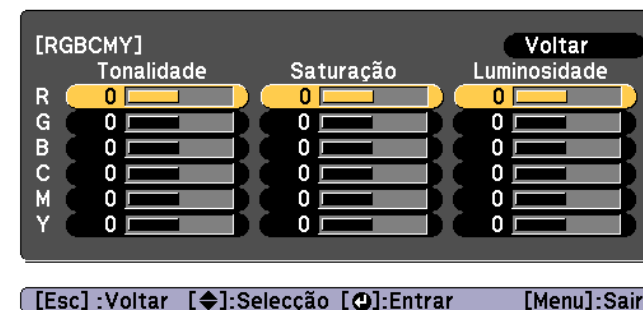 [RGBCMY] Voltar
Tonalidade Saturação Luminosidade
R 0 0 0
G 0 0 0
B 0 0 0
C 0 0 0
M 0 0 0
Y 0 0 0
[Esc] :Voltar [◆]:Selecção [⏎]:Entrar [Menu]:Sair